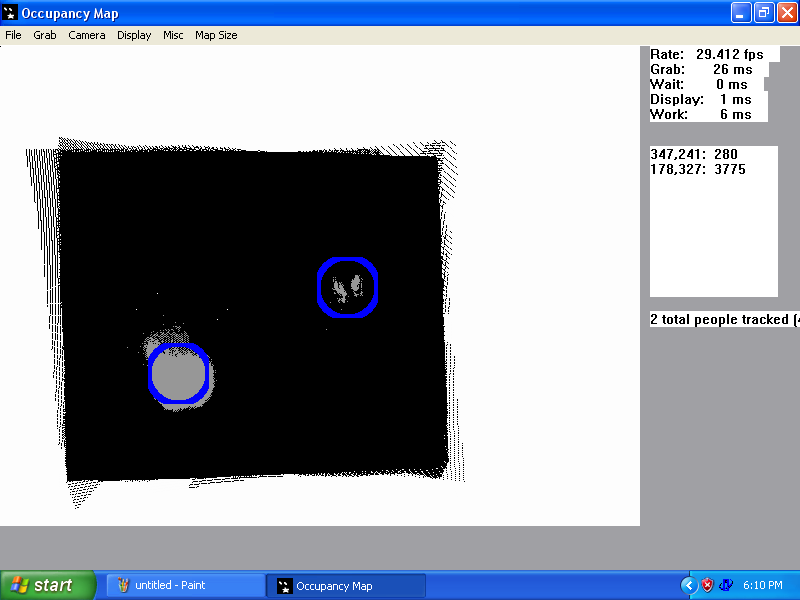 Occupancy Map
File Grab Camera Display Misc Map Size
Rate: 29.412 fps
Grab: 26 ms
Wait: 0 ms
Display: 1 ms
Work: 6 ms
347,241: 280
178,327: 3775
2 total people tracked (4
start untitled - Paint Occupancy Map 6:10 PM